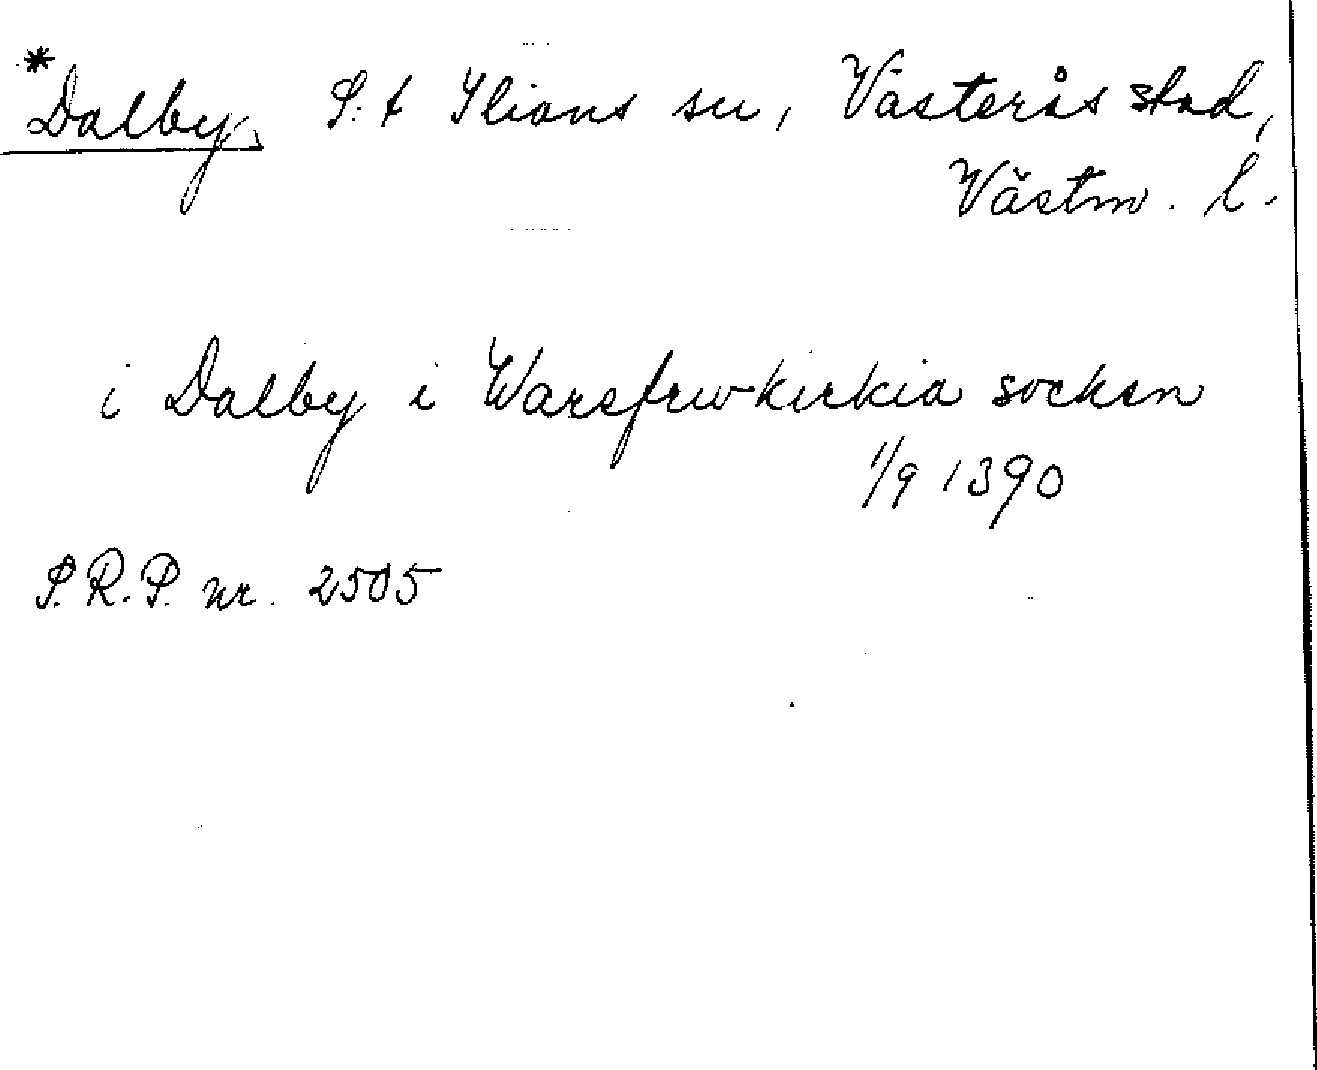 *Dalby, S:t Ilians sn, Västerås stad,
Västm. l.
i Dalby i Warsfrwkirkia sockn
1/9 1390
S.R.P. nr. 2505